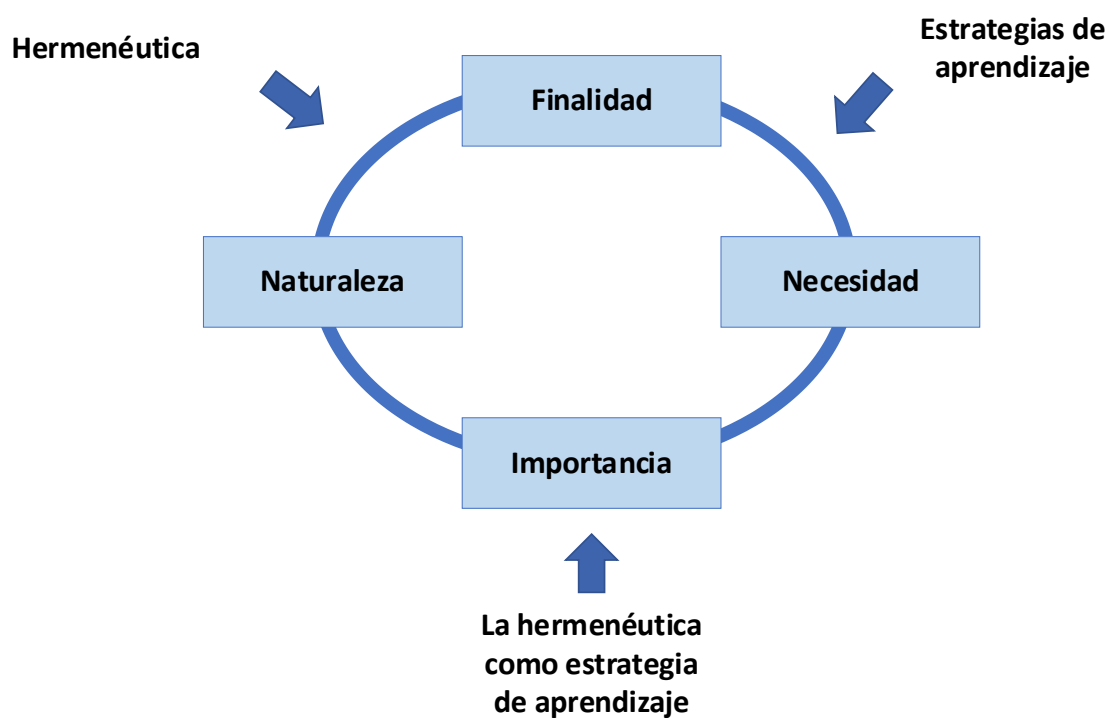 Hermenéutica
Estrategias de
aprendizaje
Finalidad
Naturaleza
Necesidad
Importancia
La hermenéutica
como estrategia
de aprendizaje